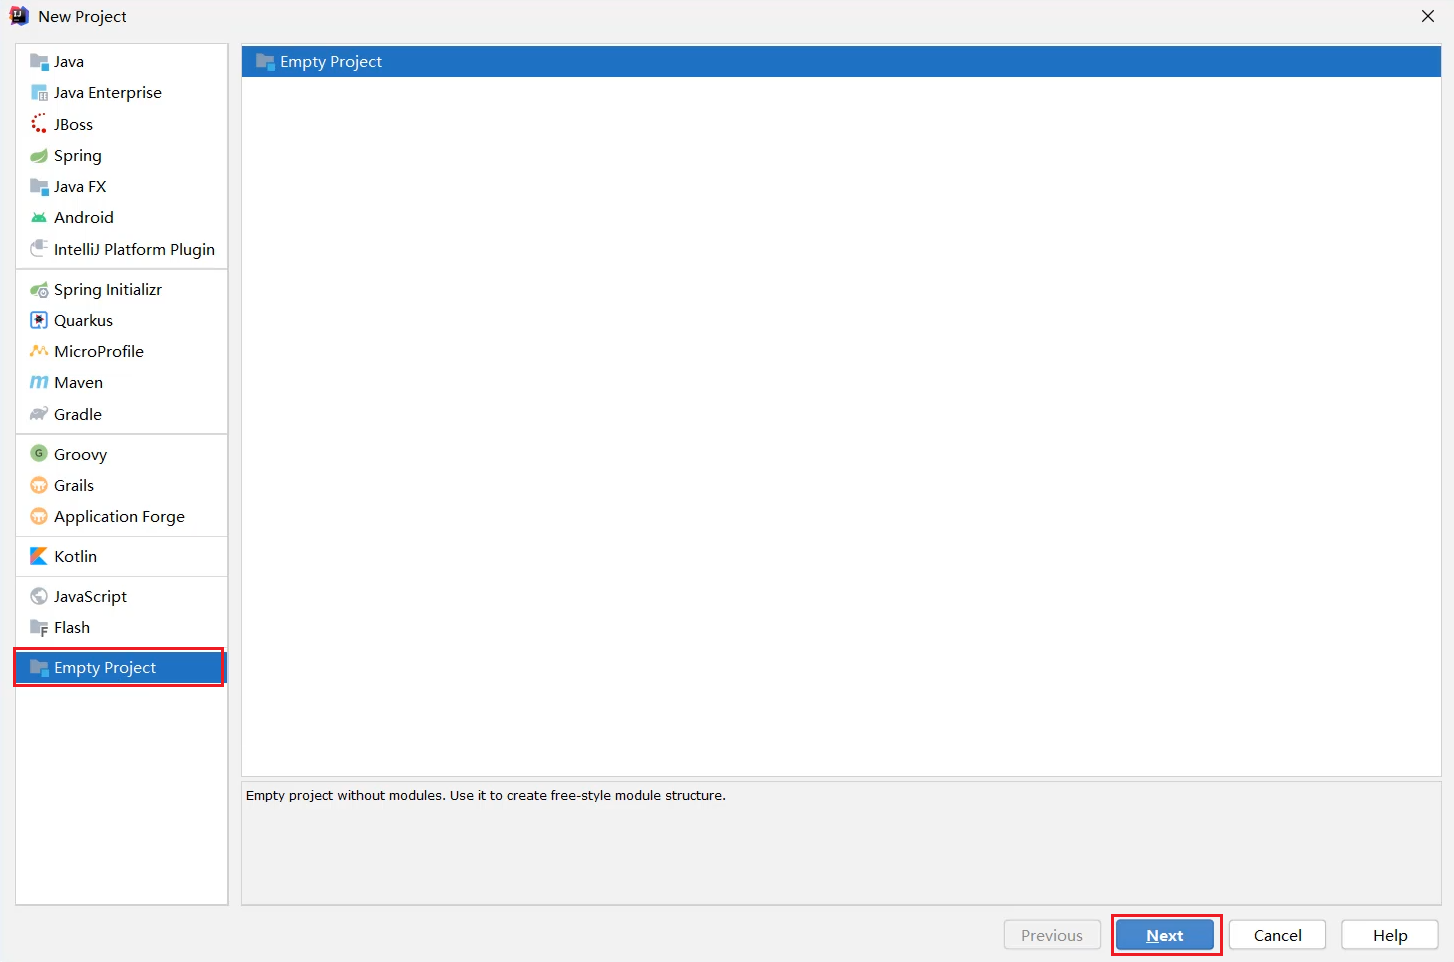 New Project
Java
Java Enterprise
JBoss
Spring
Java FX
Android
IntelliJ Platform Plugin
Spring Initializr
Quarkus
MicroProfile
Maven
Gradle
Groovy
Grails
Application Forge
Kotlin
JavaScript
Flash
Empty Project
Empty Project
Empty project without modules. Use it to create free-style module structure.
Previous
Next
Cancel
Help